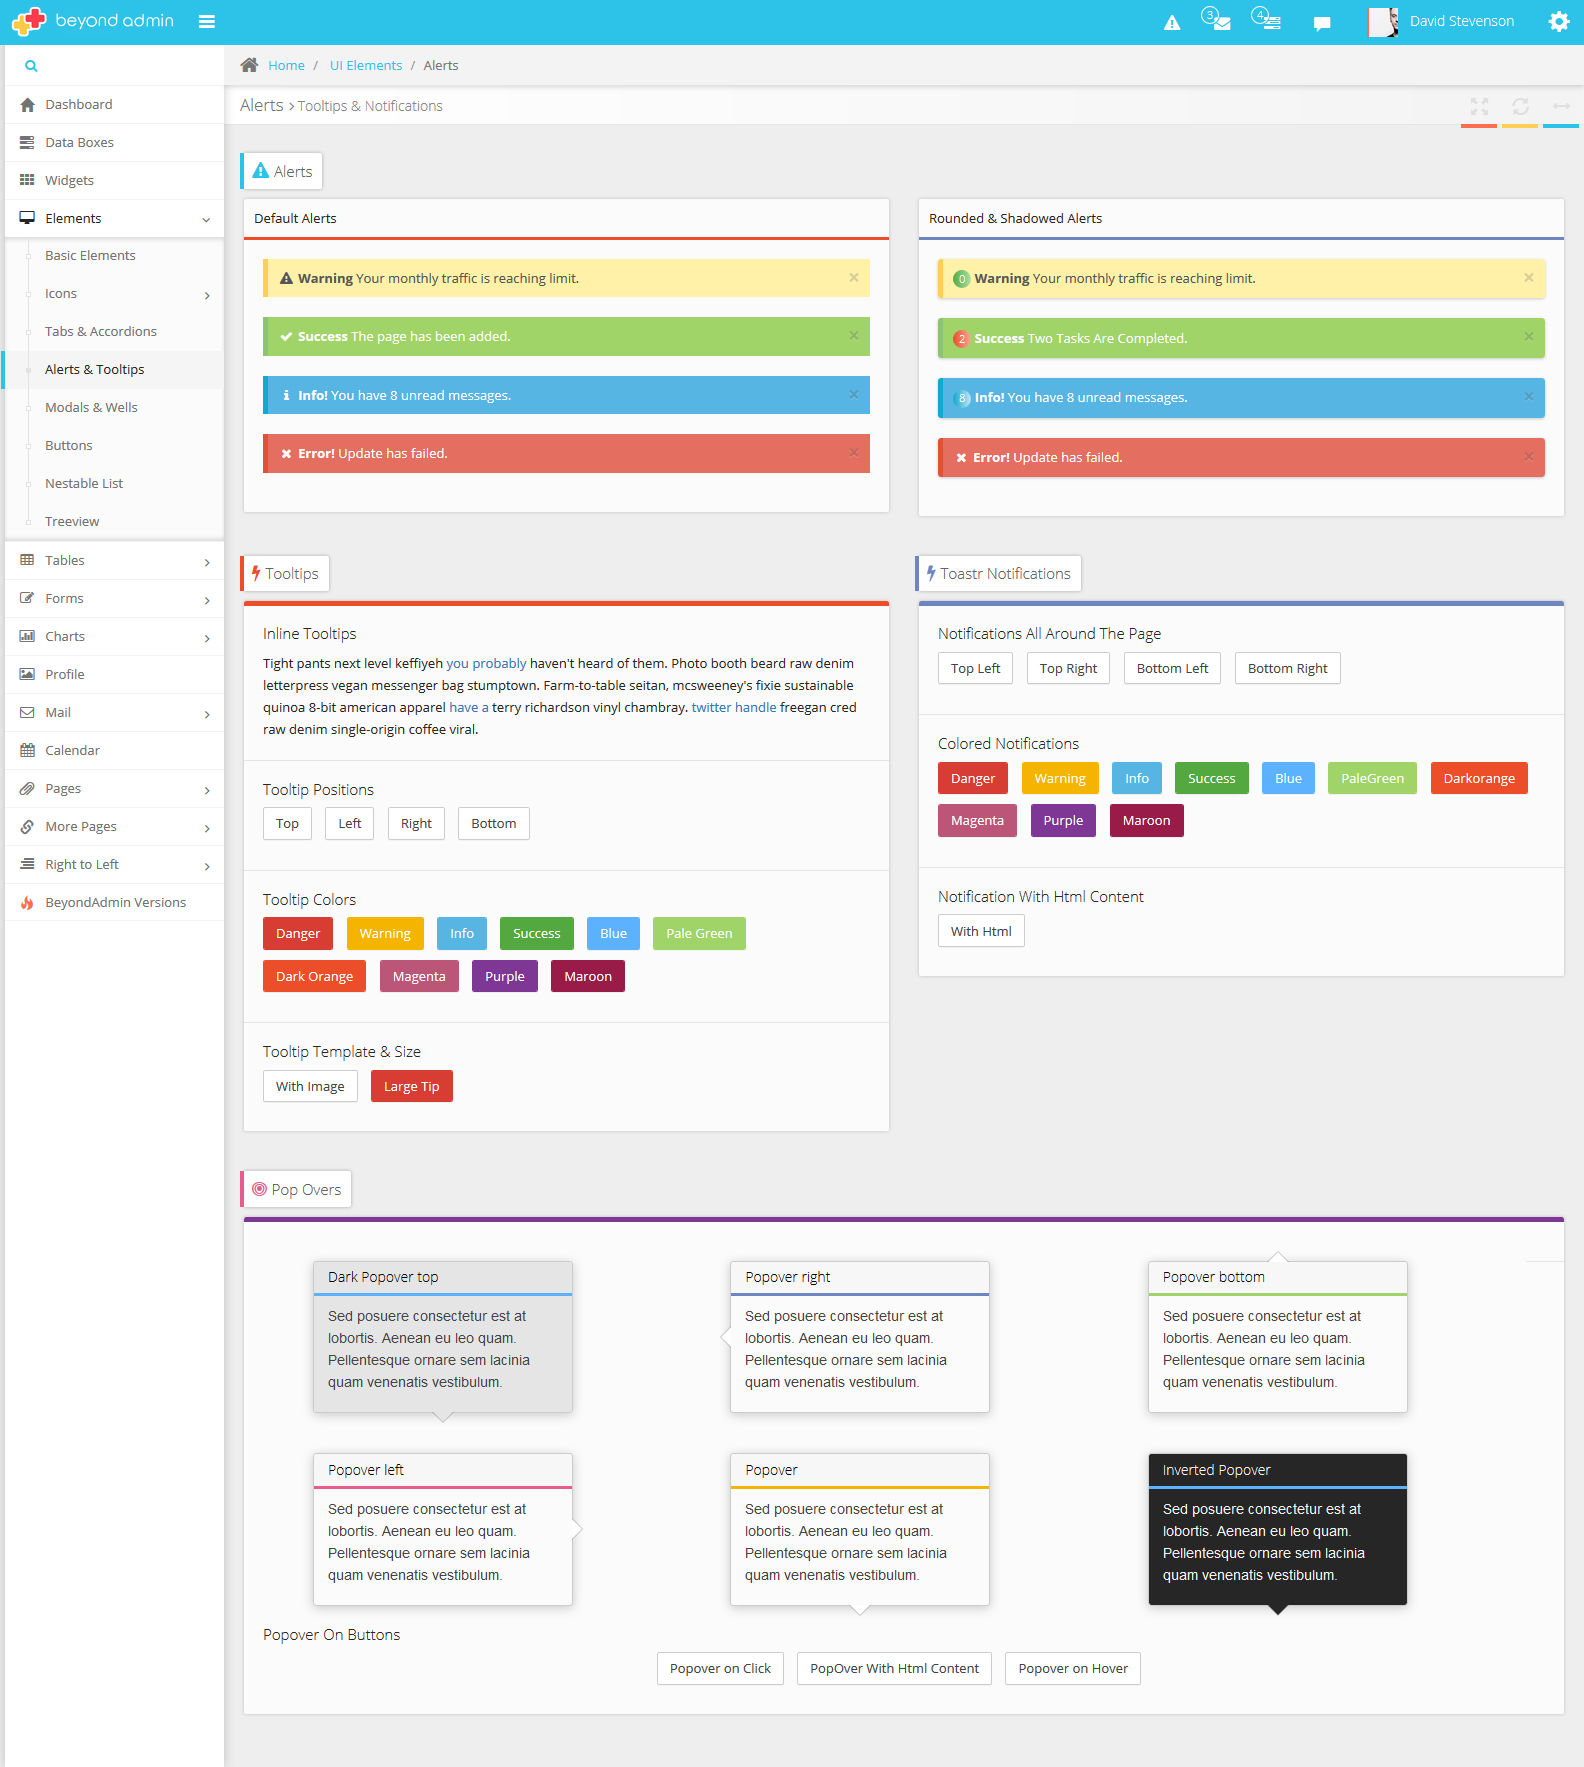 beyond admin
3
4
David Stevenson
Home / UI Elements / Alerts
Alerts > Tooltips & Notifications
Dashboard
Data Boxes
Widgets
Elements
Basic Elements
Icons
Tabs & Accordions
Alerts & Tooltips
Modals & Wells
Buttons
Nestable List
Treeview
Tables
Forms
Charts
Profile
Mail
Calendar
Pages
More Pages
Right to Left
BeyondAdmin Versions
Alerts
Default Alerts
Warning Your monthly traffic is reaching limit. ×
Success The page has been added. ×
Info! You have 8 unread messages. ×
Error! Update has failed. ×
Rounded & Shadowed Alerts
0 Warning Your monthly traffic is reaching limit. ×
2 Success Two Tasks Are Completed. ×
8 Info! You have 8 unread messages. ×
Error! Update has failed. ×
Tooltips
Inline Tooltips
Tight pants next level keffiyeh you probably haven't heard of them. Photo booth beard raw denim
letterpress vegan messenger bag stumptown. Farm-to-table seitan, mcsweeney's fixie sustainable
quinoa 8-bit american apparel have a terry richardson vinyl chambray. twitter handle freegan cred
raw denim single-origin coffee viral.
Tooltip Positions
Top Left Right Bottom
Tooltip Colors
Danger Warning Info Success Blue Pale Green
Dark Orange Magenta Purple Maroon
Tooltip Template & Size
With Image Large Tip
Toastr Notifications
Notifications All Around The Page
Top Left Top Right Bottom Left Bottom Right
Colored Notifications
Danger Warning Info Success Blue PaleGreen Darkorange
Magenta Purple Maroon
Notification With Html Content
With Html
Pop Overs
Dark Popover top
Sed posuere consectetur est at
lobortis. Aenean eu leo quam.
Pellentesque ornare sem lacinia
quam venenatis vestibulum.
Popover right
Sed posuere consectetur est at
lobortis. Aenean eu leo quam.
Pellentesque ornare sem lacinia
quam venenatis vestibulum.
Popover bottom
Sed posuere consectetur est at
lobortis. Aenean eu leo quam.
Pellentesque ornare sem lacinia
quam venenatis vestibulum.
Popover left
Sed posuere consectetur est at
lobortis. Aenean eu leo quam.
Pellentesque ornare sem lacinia
quam venenatis vestibulum.
Popover
Sed posuere consectetur est at
lobortis. Aenean eu leo quam.
Pellentesque ornare sem lacinia
quam venenatis vestibulum.
Inverted Popover
Sed posuere consectetur est at
lobortis. Aenean eu leo quam.
Pellentesque ornare sem lacinia
quam venenatis vestibulum.
Popover On Buttons
Popover on Click PopOver With Html Content Popover on Hover